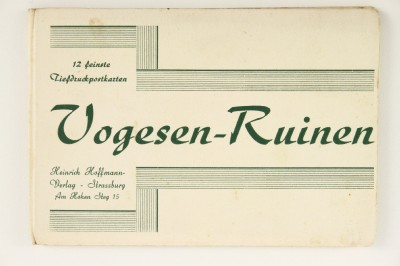 12 feinste
Tiefdruckpostkarten
Vogesen-Ruinen
Heinrich Hoffmann-
Verlag - Strassburg
Am Hohen Steg 15